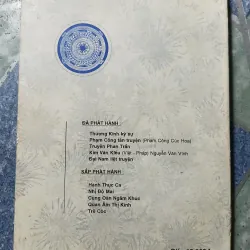 ĐÃ PHÁT HÀNH
Thượng Kinh ký sự
Phạm Công tân truyện (Phạm Công Cúc Hoa)
Truyện Phan Trần
Kim Vân Kiều (Việt - Pháp) Nguyễn Văn Vĩnh
Đại Nam liệt truyện
SẮP PHÁT HÀNH
Hạnh Thục Ca
Nhị Độ Mai
Cung Oán Ngâm Khúc
Quan Âm Thị Kính
Trê Cóc